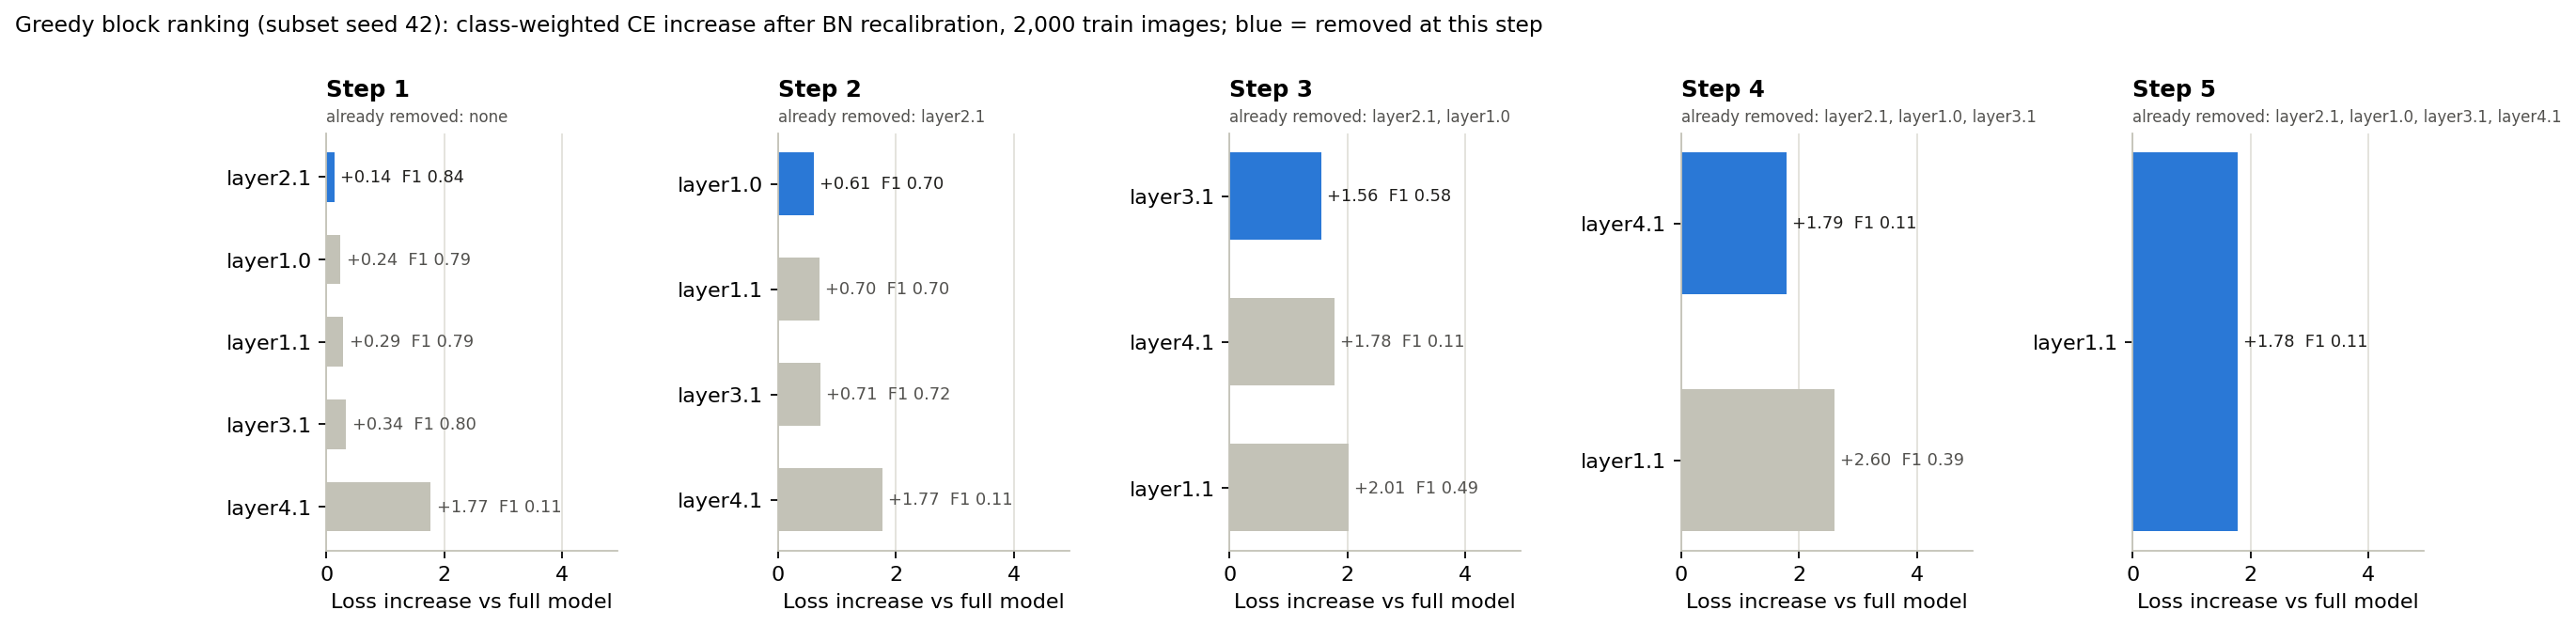 Greedy block ranking (subset seed 42): class-weighted CE increase after BN recalibration, 2,000 train images; blue = removed at this step
Step 1
already removed: none
layer2.1
+0.14 F1 0.84
layer1.0
+0.24 F1 0.79
layer1.1
+0.29 F1 0.79
layer3.1
+0.34 F1 0.80
layer4.1
+1.77 F1 0.11
0 2 4
Loss increase vs full model
Step 2
already removed: layer2.1
layer1.0
+0.61 F1 0.70
layer1.1
+0.70 F1 0.70
layer3.1
+0.71 F1 0.72
layer4.1
+1.77 F1 0.11
0 2 4
Loss increase vs full model
Step 3
already removed: layer2.1, layer1.0
layer3.1
+1.56 F1 0.58
layer4.1
+1.78 F1 0.11
layer1.1
+2.01 F1 0.49
0 2 4
Loss increase vs full model
Step 4
already removed: layer2.1, layer1.0, layer3.1
layer4.1
+1.79 F1 0.11
layer1.1
+2.60 F1 0.39
0 2 4
Loss increase vs full model
Step 5
already removed: layer2.1, layer1.0, layer3.1, layer4.1
layer1.1
+1.78 F1 0.11
0 2 4
Loss increase vs full model